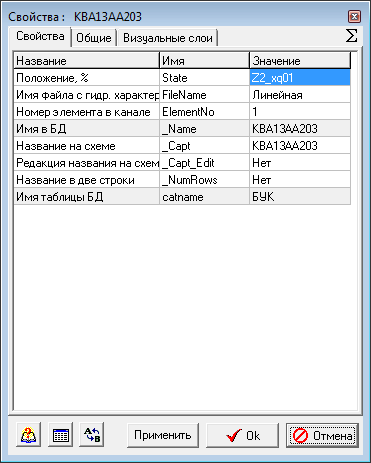 Свойства : KBA13AA203
Свойства Общие Визуальные слои Σ
Название Имя Значение
Положение, % State Z2_xq01
Имя Файла с гидр. характер FileName Линейная
Номер элемента в канале ElementNo 1
Имя в БД _Name KBA13AA203
Название на схеме _Capt KBA13AA203
Редакция названия на схем _Capt_Edit Нет
Название в две строки _NumRows Нет
Имя таблицы БД catname БУК
Применить Ok Отмена